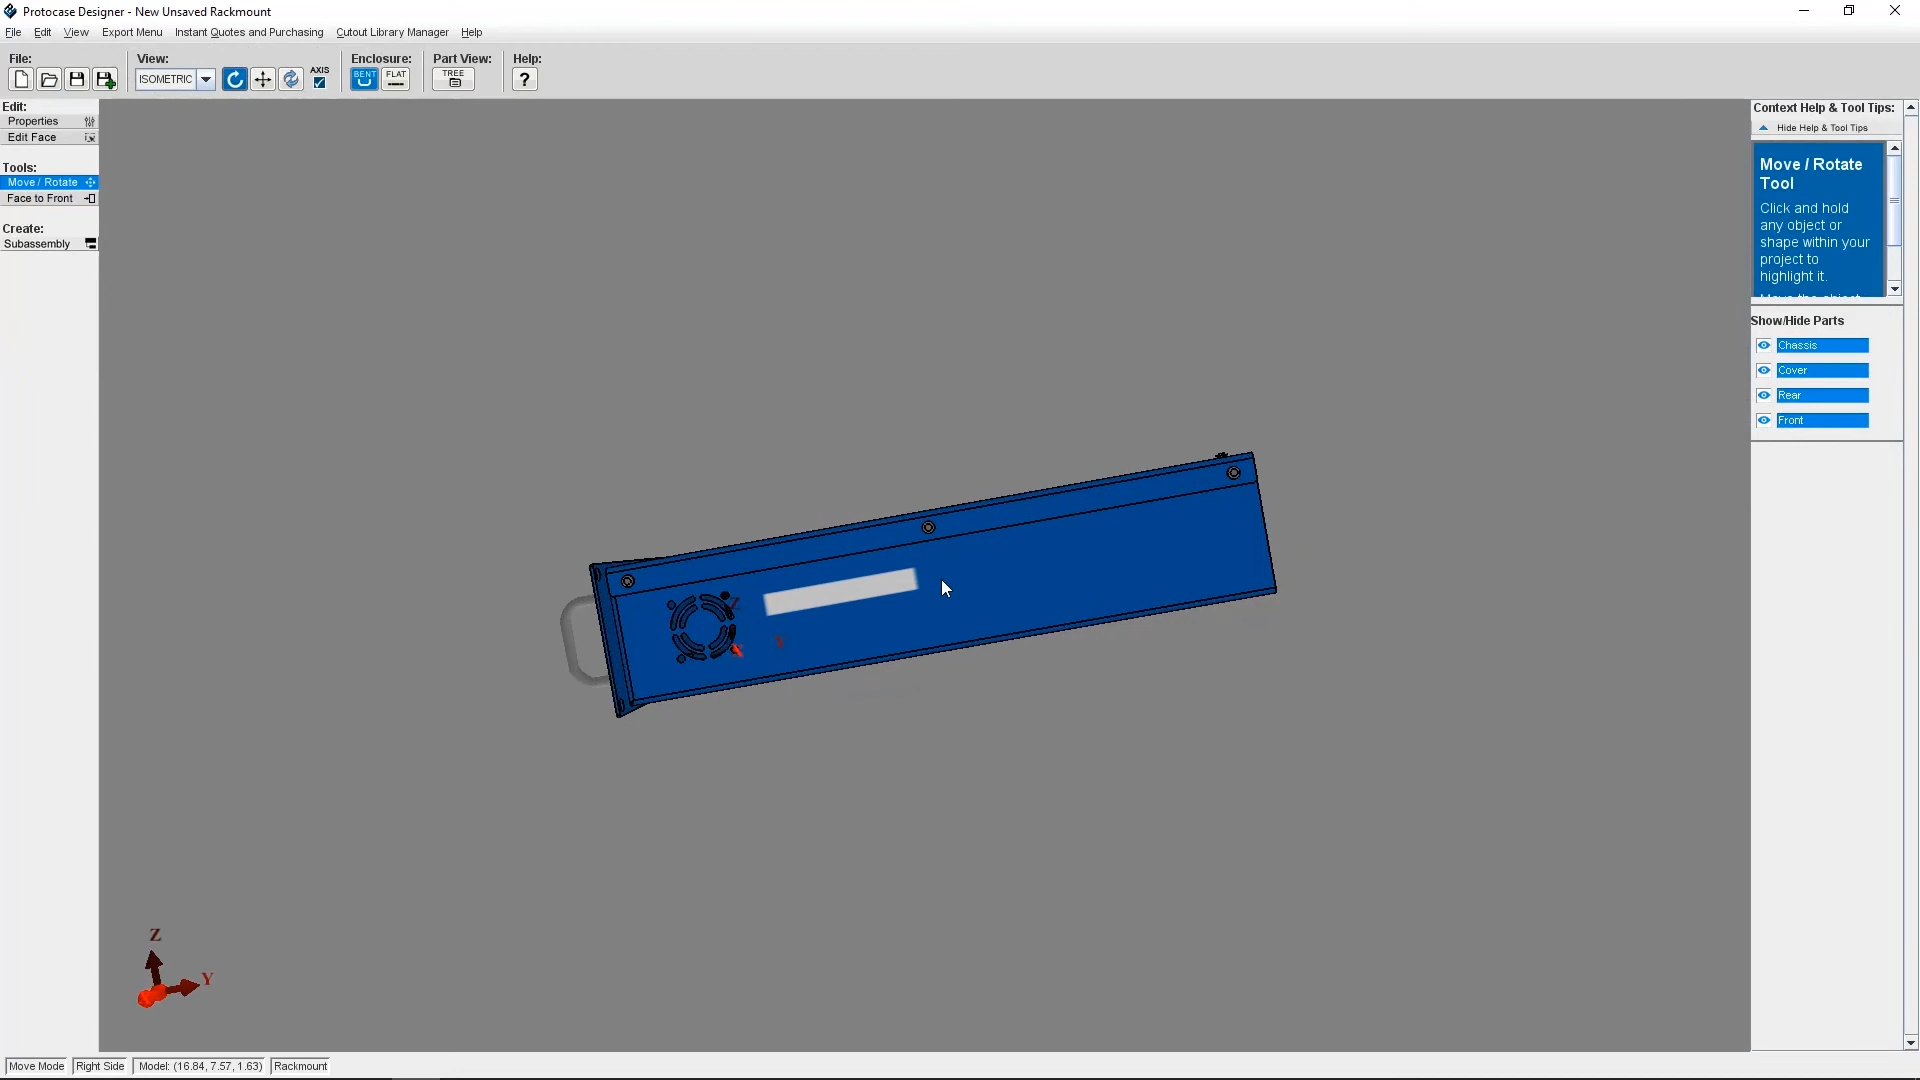 Protocase Designer - New Unsaved Rackmount
File Edit View Export Menu Instant Quotes and Purchasing Cutout Library Manager Help
File: View: Enclosure: Part View: Help:
ISOMETRIC AXIS BENT FLAT TREE ?
Edit:
Properties
Edit Face
Tools:
Move / Rotate
Face to Front
Create:
Subassembly
Context Help & Tool Tips:
Hide Help & Tool Tips
Move / Rotate
Tool
Click and hold
any object or
shape within your
project to
highlight it.
Move the object
Show/Hide Parts
Chassis
Cover
Rear
Front
Z
Y
X
Z
Y
Move Mode Right Side Model: (16.84, 7.57, 1.63) Rackmount